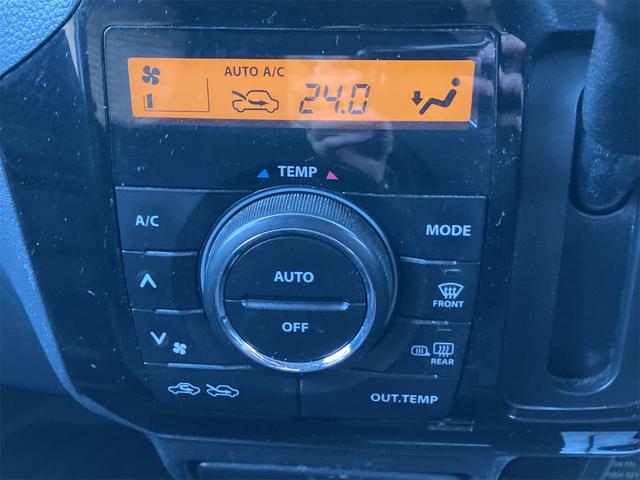 AUTO A/C
24.0
TEMP
A/C
MODE
AUTO
FRONT
OFF
REAR
OUT.TEMP